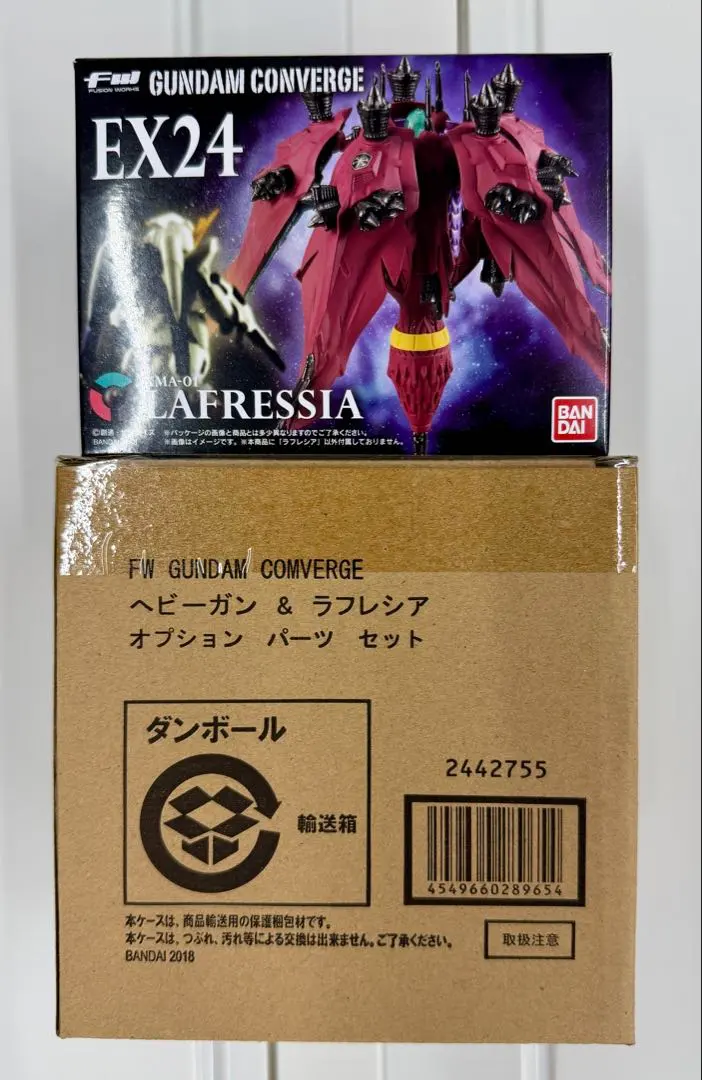 FW GUNDAM CONVERGE
FUSION WORKS
EX24
XMA-01
LAFRESSIA
※パッケージの画像と商品とは多少異なりますのでご了承ください。
BANDAI
※画像はイメージです。※本商品に「ラフレシア」以外付属しておりません。
BAN
DAI
FW GUNDAM COMVERGE
ヘビーガン & ラフレシア
オプション パーツ セット
ダンボール
輸送箱
2442755
4549660289654
本ケースは、商品輸送用の保護梱包材です。
本ケースは、つぶれ、汚れ等による交換は出来ません。ご了承ください。
BANDAI 2018
取扱注意